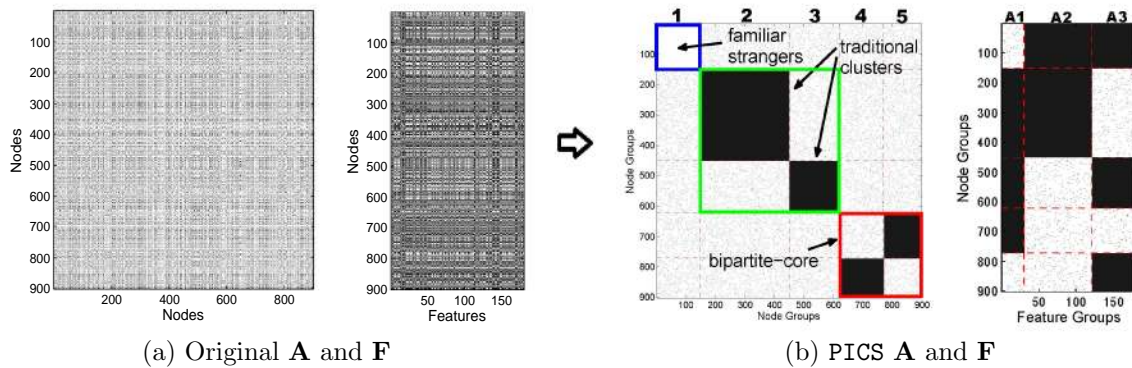 Nodes
100
200
300
400
500
600
700
800
900
200
400
600
800
Nodes
Nodes
100
200
300
400
500
600
700
800
900
50
100
150
Features
1 2 3 4 5
familiar
strangers
traditional
clusters
bipartite-core
Node Groups
100
200
300
400
500
600
700
800
900
100 200 300 400 500 600 700 800 900
Node Groups
A1 A2 A3
Node Groups
100
200
300
400
500
600
700
800
900
50 100 150
Feature Groups
(a) Original A and F
(b) PICS A and F